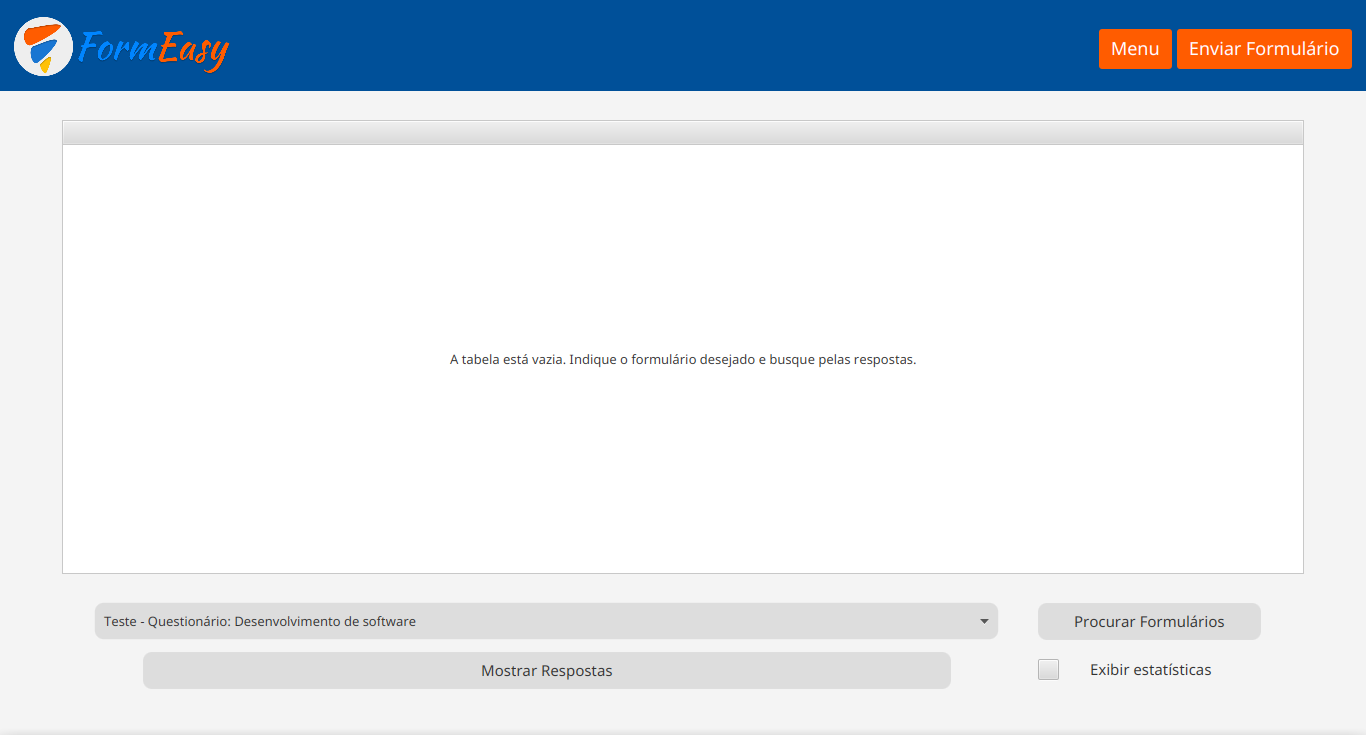 FormEasy
Menu
Enviar Formulário
A tabela está vazia. Indique o formulário desejado e busque pelas respostas.
Teste - Questionário: Desenvolvimento de software
Procurar Formulários
Mostrar Respostas
Exibir estatísticas